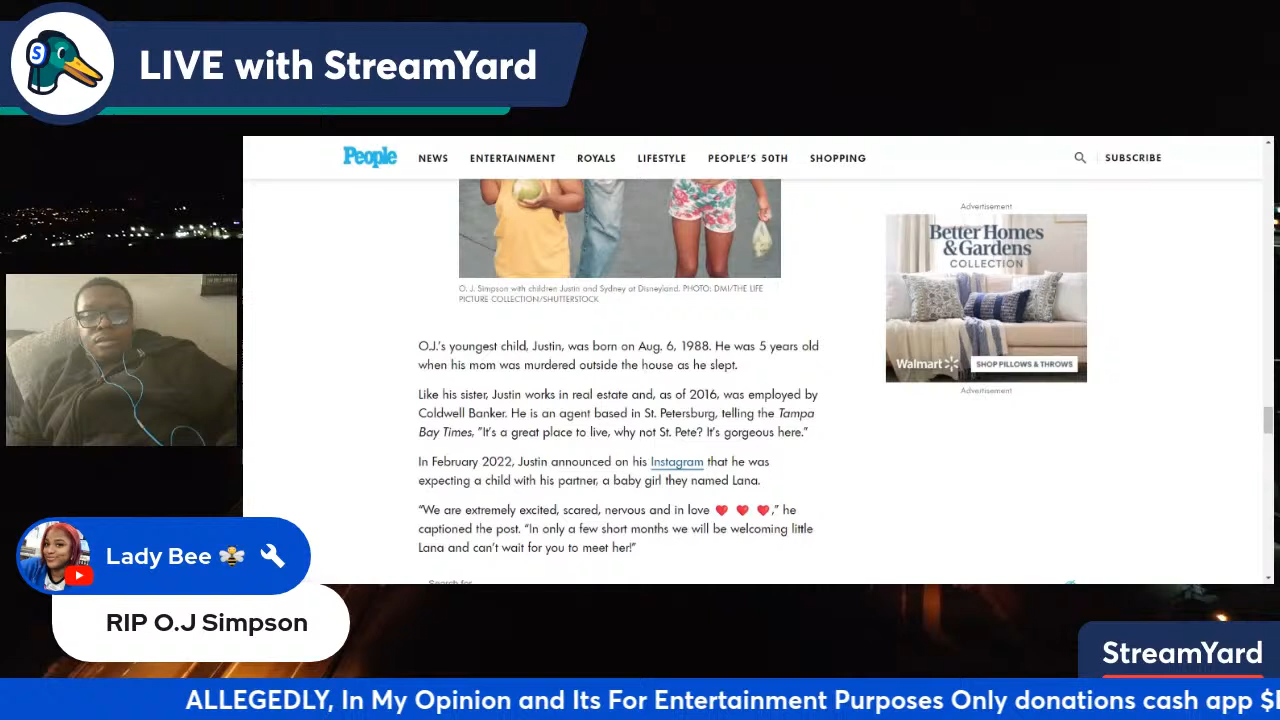 S
LIVE with StreamYard
People
NEWS
ENTERTAINMENT
ROYALS
LIFESTYLE
PEOPLE'S 50TH
SHOPPING
SUBSCRIBE
O. J. Simpson with children Justin and Sydney at Disneyland. PHOTO: DMI/THE LIFE
PICTURE COLLECTION/SHUTTERSTOCK
O.J.'s youngest child, Justin, was born on Aug. 6, 1988. He was 5 years old
when his mom was murdered outside the house as he slept.
Like his sister, Justin works in real estate and, as of 2016, was employed by
Coldwell Banker. He is an agent based in St. Petersburg, telling the Tampa
Bay Times, "It's a great place to live, why not St. Pete? It's gorgeous here."
In February 2022, Justin announced on his Instagram that he was
expecting a child with his partner, a baby girl they named Lana.
"We are extremely excited, scared, nervous and in love ❤️ ❤️ ❤️," he
captioned the post. "In only a few short months we will be welcoming little
Lana and can't wait for you to meet her!"
Search for
Advertisement
Better Homes
& Gardens
COLLECTION
Walmart
SHOP PILLOWS & THROWS
Advertisement
Lady Bee 🐝
RIP O.J Simpson
StreamYard
ALLEGEDLY, In My Opinion and Its For Entertainment Purposes Only donations cash app $